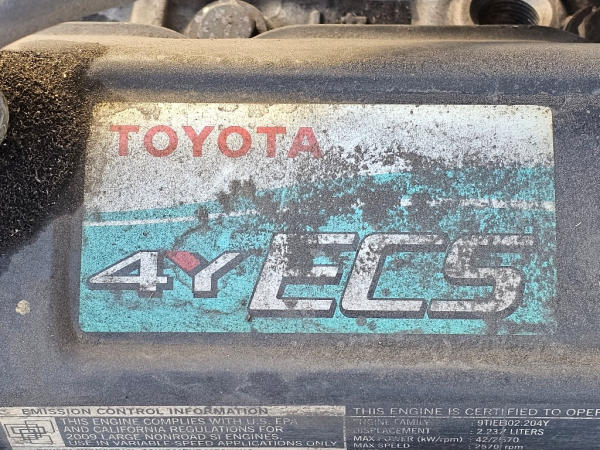 TOYOTA
4Y ECS
EMISSION CONTROL INFORMATION
THIS ENGINE COMPLIES WITH U.S. EPA
AND CALIFORNIA REGULATIONS FOR
2009 LARGE NONROAD SI ENGINES.
USE IN VARIABLE-SPEED APPLICATIONS ONLY
THIS ENGINE IS CERTIFIED TO OPER
ENGINE FAMILY : 9TIEB02.204Y
DISPLACEMENT : 2.237 LITERS
MAX POWER (kW/rpm) : 42/2570
MAX SPEED : 2570 rpm